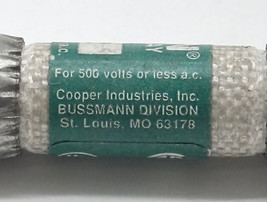 For 500 volts or less a.c.
Cooper Industries, Inc.
BUSSMANN DIVISION
St. Louis, MO 63178